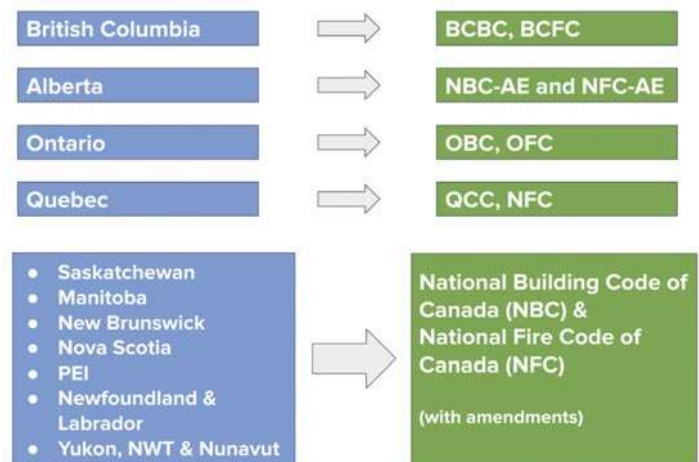 British Columbia
BCBC, BCFC
Alberta
NBC-AE and NFC-AE
Ontario
OBC, OFC
Quebec
QCC, NFC
● Saskatchewan
● Manitoba
● New Brunswick
● Nova Scotia
● PEI
● Newfoundland &
Labrador
● Yukon, NWT & Nunavut
National Building Code of
Canada (NBC) &
National Fire Code of
Canada (NFC)
(with amendments)